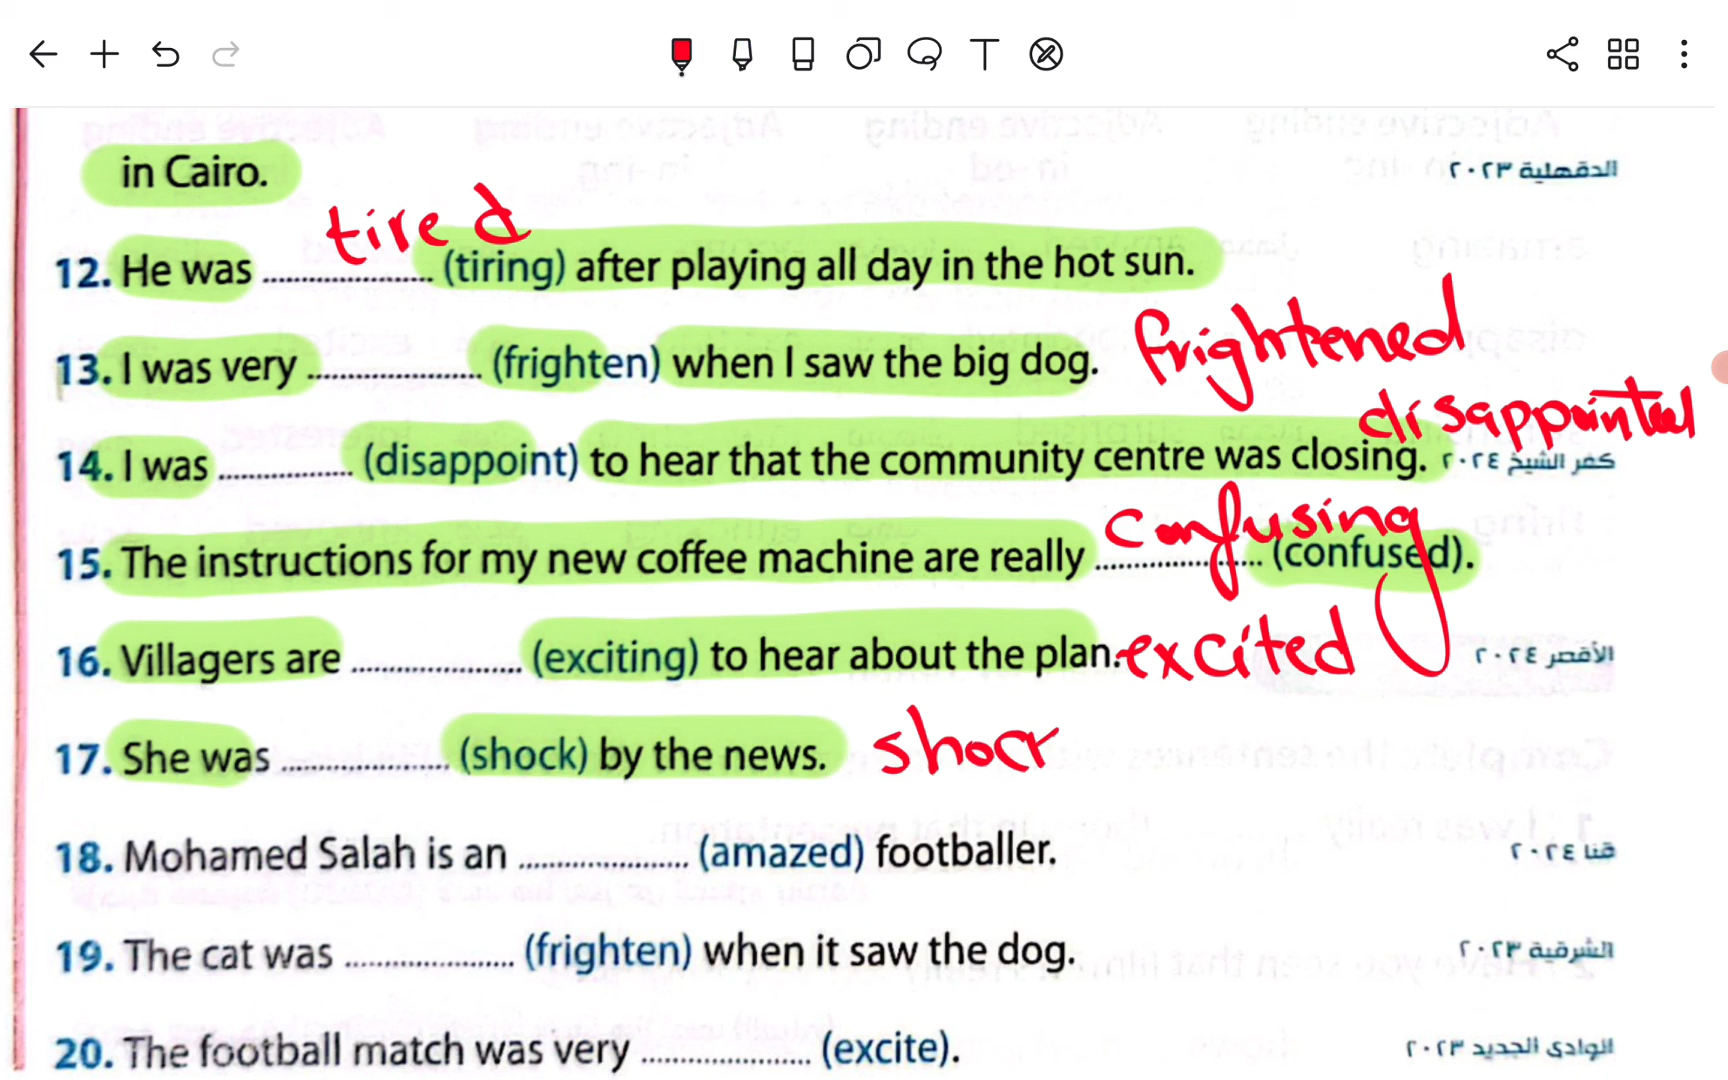 in Cairo. الدقهلية ٢٠٢٣
tired
12. He was ................ (tiring) after playing all day in the hot sun.
13. I was very ................ (frighten) when I saw the big dog. frightened
disappointed
14. I was ................ (disappoint) to hear that the community centre was closing. كفر الشيخ ٢٠٢٤
confusing
15. The instructions for my new coffee machine are really ................ (confused).
16. Villagers are ................ (exciting) to hear about the plan. excited الأقصر ٢٠٢٤
17. She was ................ (shock) by the news. shock
18. Mohamed Salah is an ................ (amazed) footballer. قنا ٢٠٢٤
19. The cat was ................ (frighten) when it saw the dog. الشرقية ٢٠٢٣
20. The football match was very ................ (excite). الوادى الجديد ٢٠٢٣